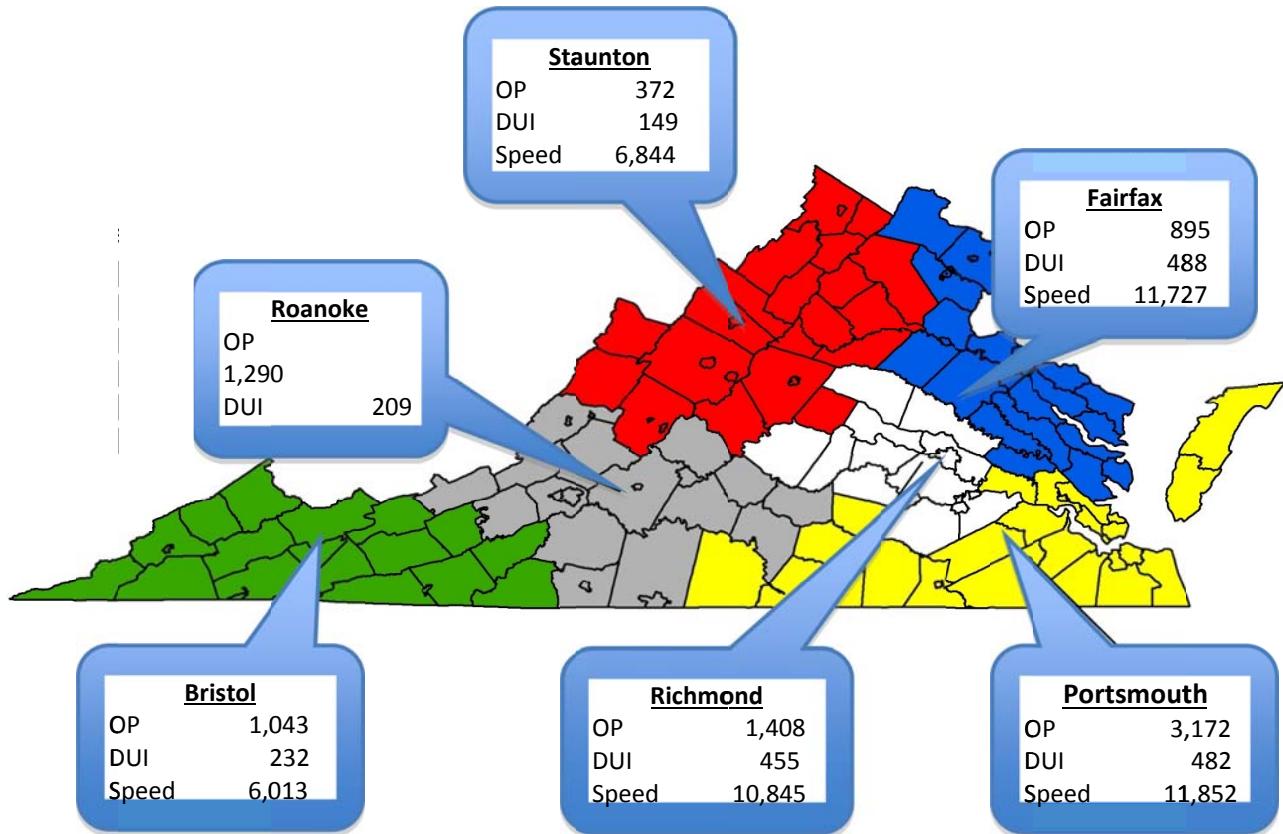 Staunton
OP 372
DUI 149
Speed 6,844
Fairfax
OP 895
DUI 488
Speed 11,727
Roanoke
OP
1,290
DUI 209
Bristol
OP 1,043
DUI 232
Speed 6,013
Richmond
OP 1,408
DUI 455
Speed 10,845
Portsmouth
OP 3,172
DUI 482
Speed 11,852